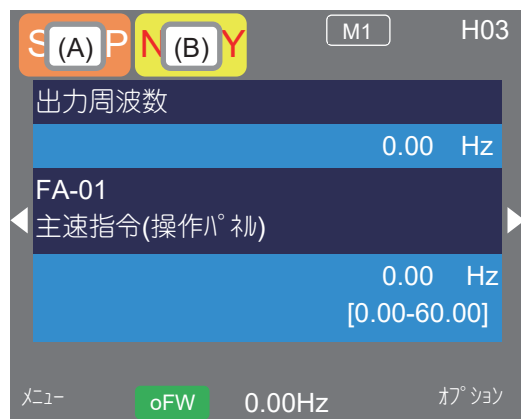 S (A) P N (B) Y M1 H03
出力周波数
0.00 Hz
FA-01
主速指令(操作ﾊﾟﾈﾙ)
0.00 Hz
[0.00-60.00]
ﾒﾆｭｰ oFW 0.00Hz ｵﾌﾟｼｮﾝ